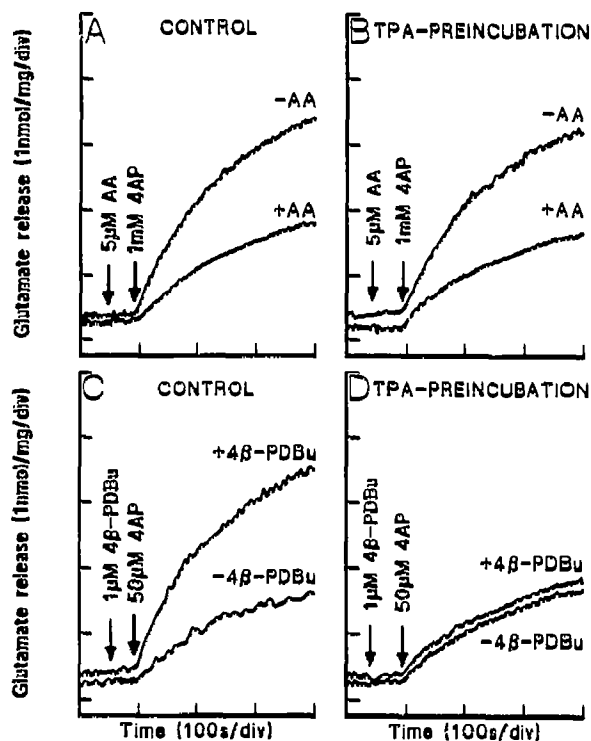 A CONTROL
Glutamate release (1nmol/mg/div)
5µM AA
1mM 4AP
-AA
+AA
B TPA-PREINCUBATION
5µM AA
1mM 4AP
-AA
+AA
C CONTROL
Glutamate release (1nmol/mg/div)
1µM 4β-PDBu
50µM 4AP
+4β-PDBu
-4β-PDBu
D TPA-PREINCUBATION
1µM 4β-PDBu
50µM 4AP
+4β-PDBu
-4β-PDBu
Time (100s/div)
Time (100s/div)